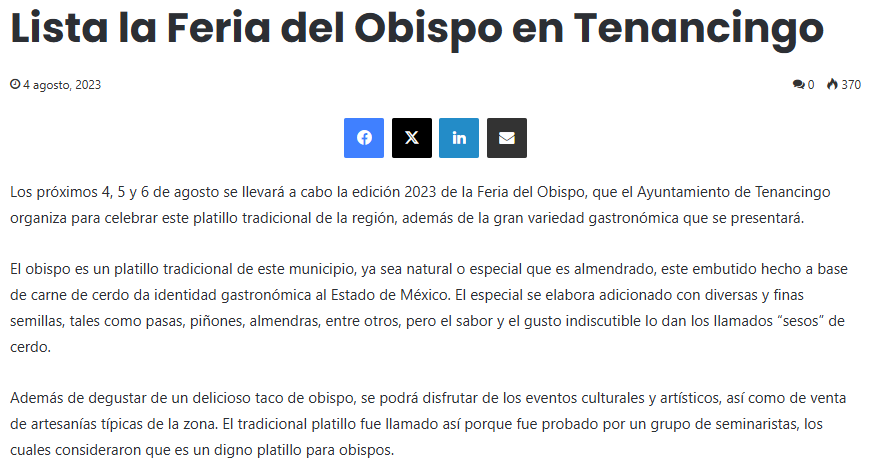 Lista la Feria del Obispo en Tenancingo
4 agosto, 2023
0
370
Los próximos 4, 5 y 6 de agosto se llevará a cabo la edición 2023 de la Feria del Obispo, que el Ayuntamiento de Tenancingo
organiza para celebrar este platillo tradicional de la región, además de la gran variedad gastronómica que se presentará.
El obispo es un platillo tradicional de este municipio, ya sea natural o especial que es almendrado, este embutido hecho a base
de carne de cerdo da identidad gastronómica al Estado de México. El especial se elabora adicionado con diversas y finas
semillas, tales como pasas, piñones, almendras, entre otros, pero el sabor y el gusto indiscutible lo dan los llamados “sesos” de
cerdo.
Además de degustar de un delicioso taco de obispo, se podrá disfrutar de los eventos culturales y artísticos, así como de venta
de artesanías típicas de la zona. El tradicional platillo fue llamado así porque fue probado por un grupo de seminaristas, los
cuales consideraron que es un digno platillo para obispos.